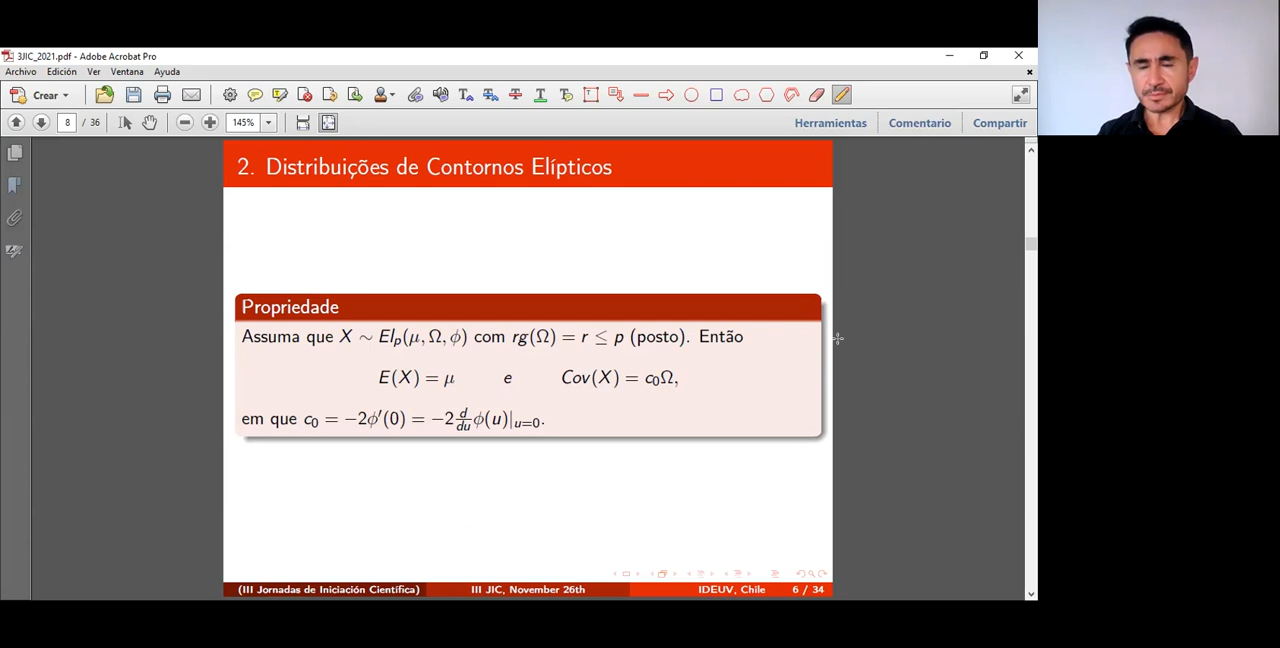 3JIC_2021.pdf - Adobe Acrobat Pro
Archivo Edición Ver Ventana Ayuda
Crear
8 / 36 145% Herramientas Comentario Compartir
2. Distribuições de Contornos Elípticos
Propriedade
Assuma que X ∼ El_p(μ, Ω, ϕ) com rg(Ω) = r ≤ p (posto). Então
E(X) = μ e Cov(X) = c₀Ω,
em que c₀ = −2ϕ′(0) = −2 d/du ϕ(u)|_{u=0}.
(III Jornadas de Iniciación Científica) III JIC, November 26th IDEUV, Chile 6 / 34